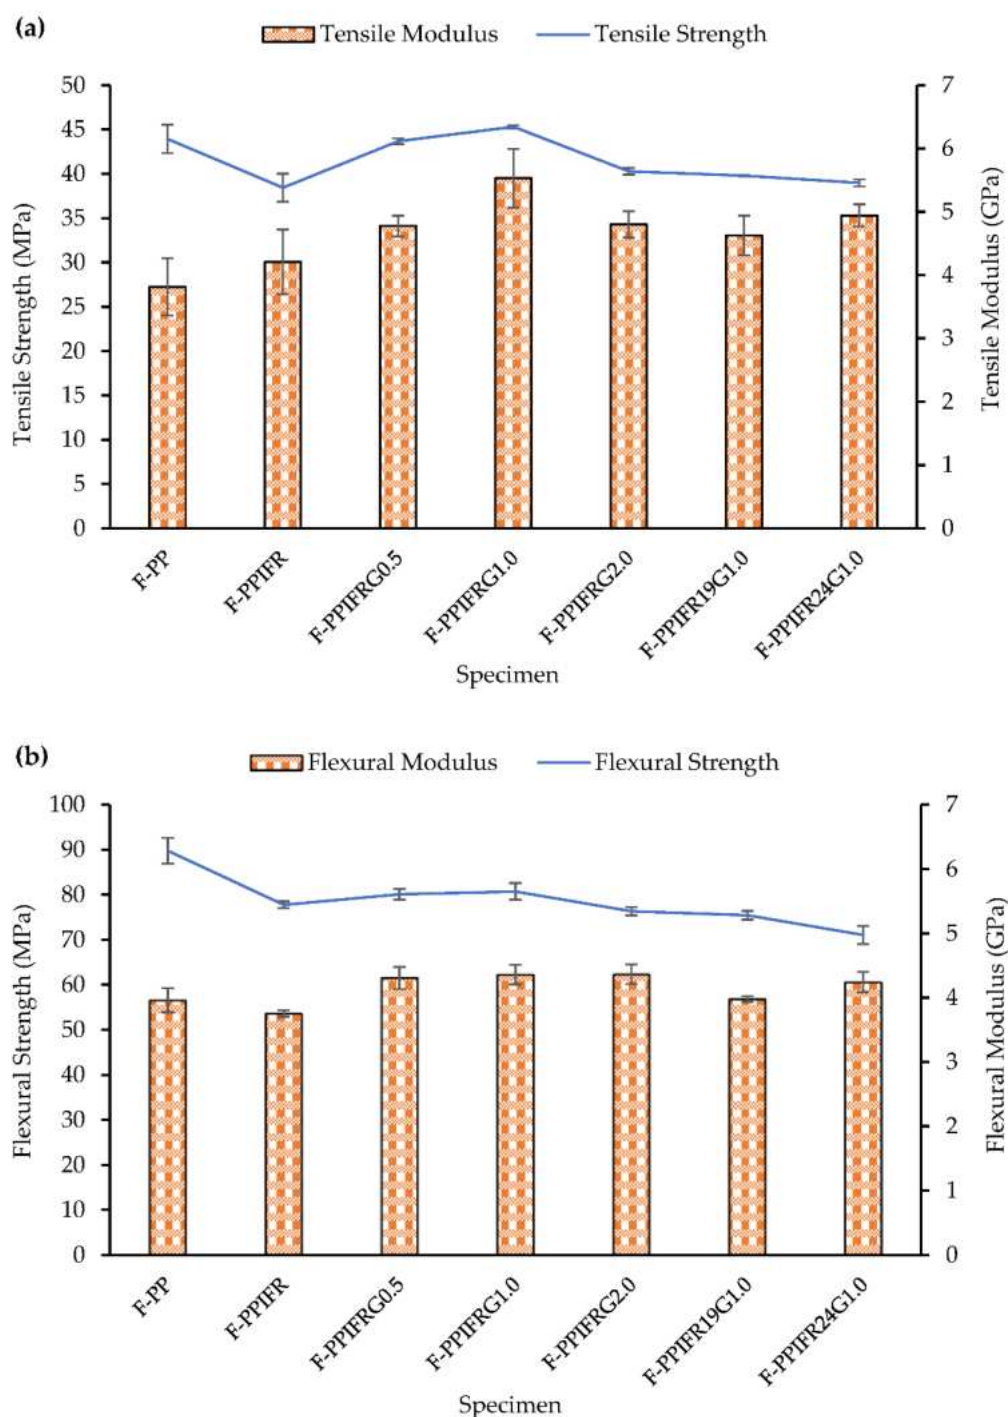 (a)
Tensile Modulus Tensile Strength
50 7
45
40 6
35 5
30 4
25
20 3
15 2
10
5 1
0 0
Tensile Strength (MPa)
Tensile Modulus (GPa)
F-PP
F-PPIFR
F-PPIFRG0.5
F-PPIFRG1.0
F-PPIFRG2.0
F-PPIFR19G1.0
F-PPIFR24G1.0
Specimen
(b)
Flexural Modulus Flexural Strength
100 7
90 6
80
70 5
60 4
50
40 3
30 2
20
10 1
0 0
Flexural Strength (MPa)
Flexural Modulus (GPa)
F-PP
F-PPIFR
F-PPIFRG0.5
F-PPIFRG1.0
F-PPIFRG2.0
F-PPIFR19G1.0
F-PPIFR24G1.0
Specimen